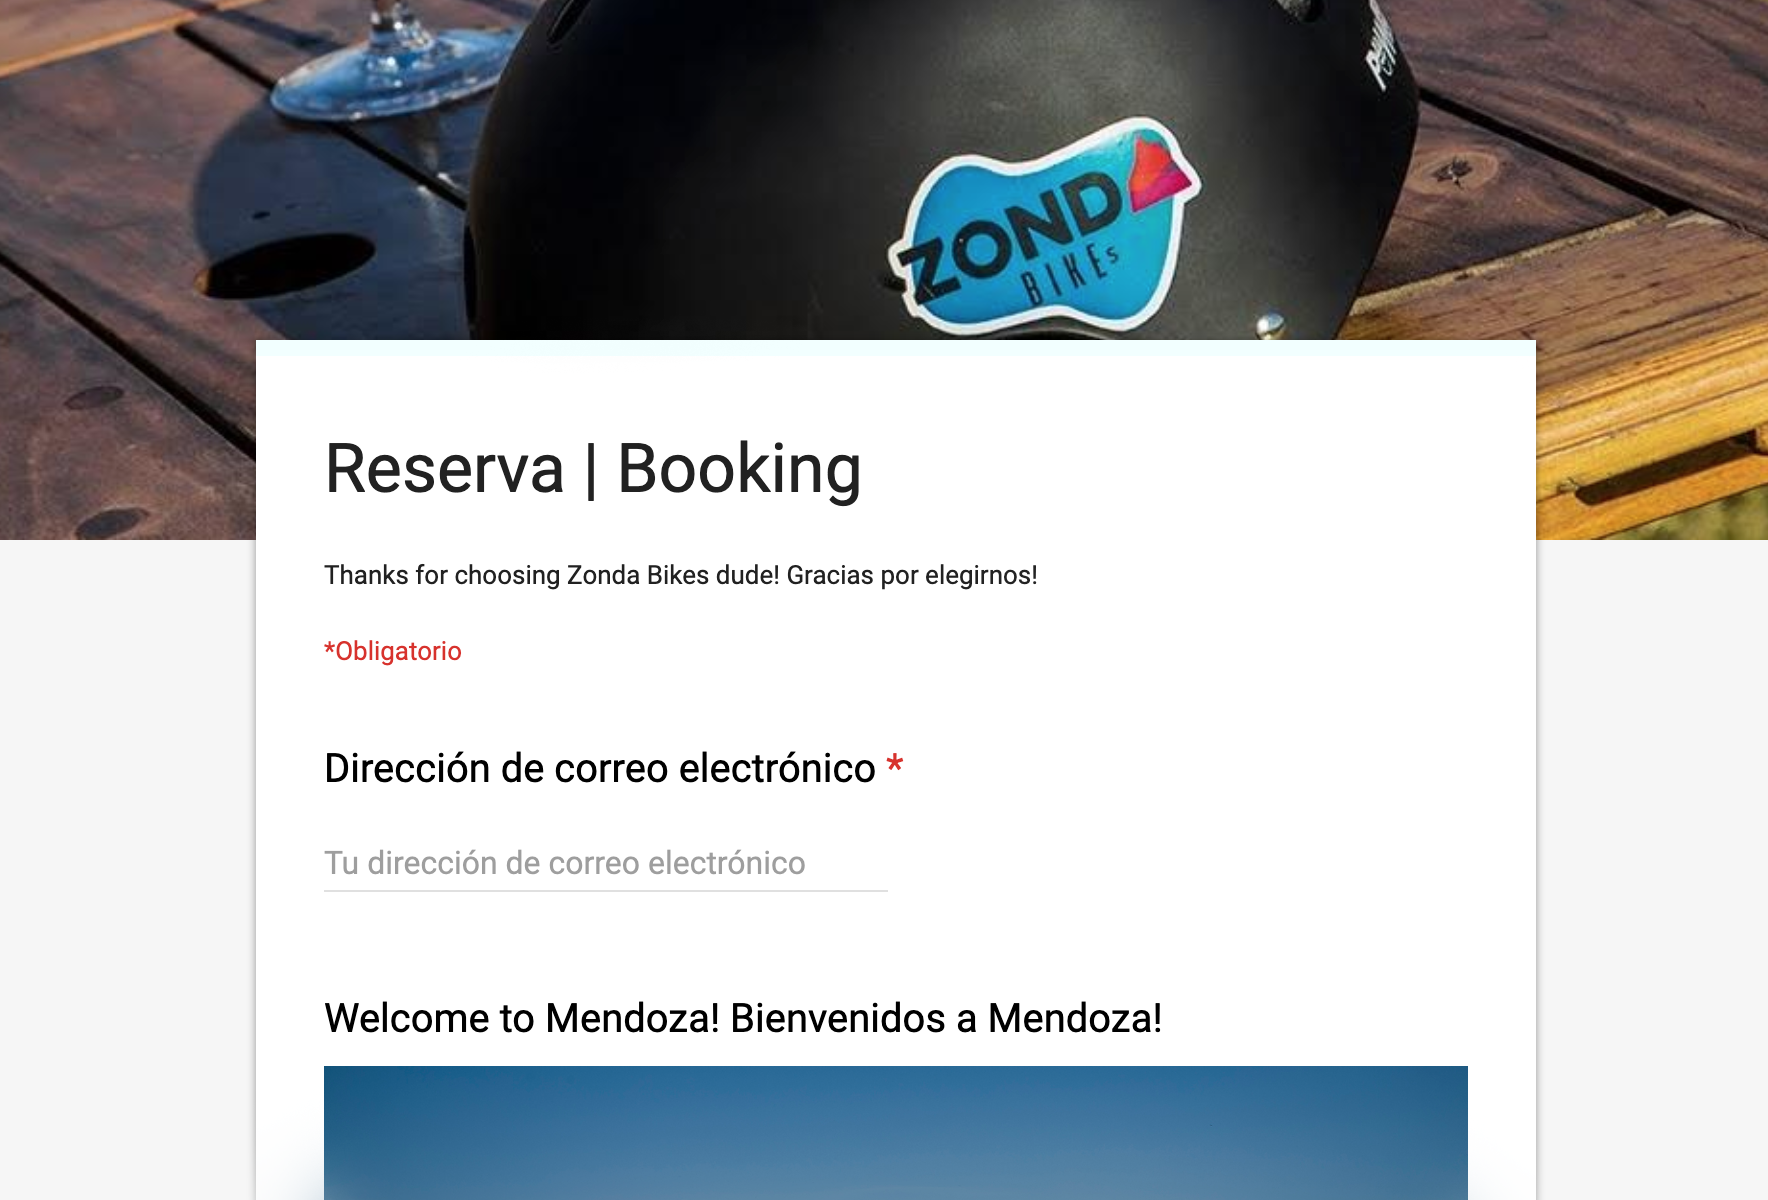 ZONDA
BIKEs
Reserva | Booking
Thanks for choosing Zonda Bikes dude! Gracias por elegirnos!
*Obligatorio
Dirección de correo electrónico *
Tu dirección de correo electrónico
Welcome to Mendoza! Bienvenidos a Mendoza!